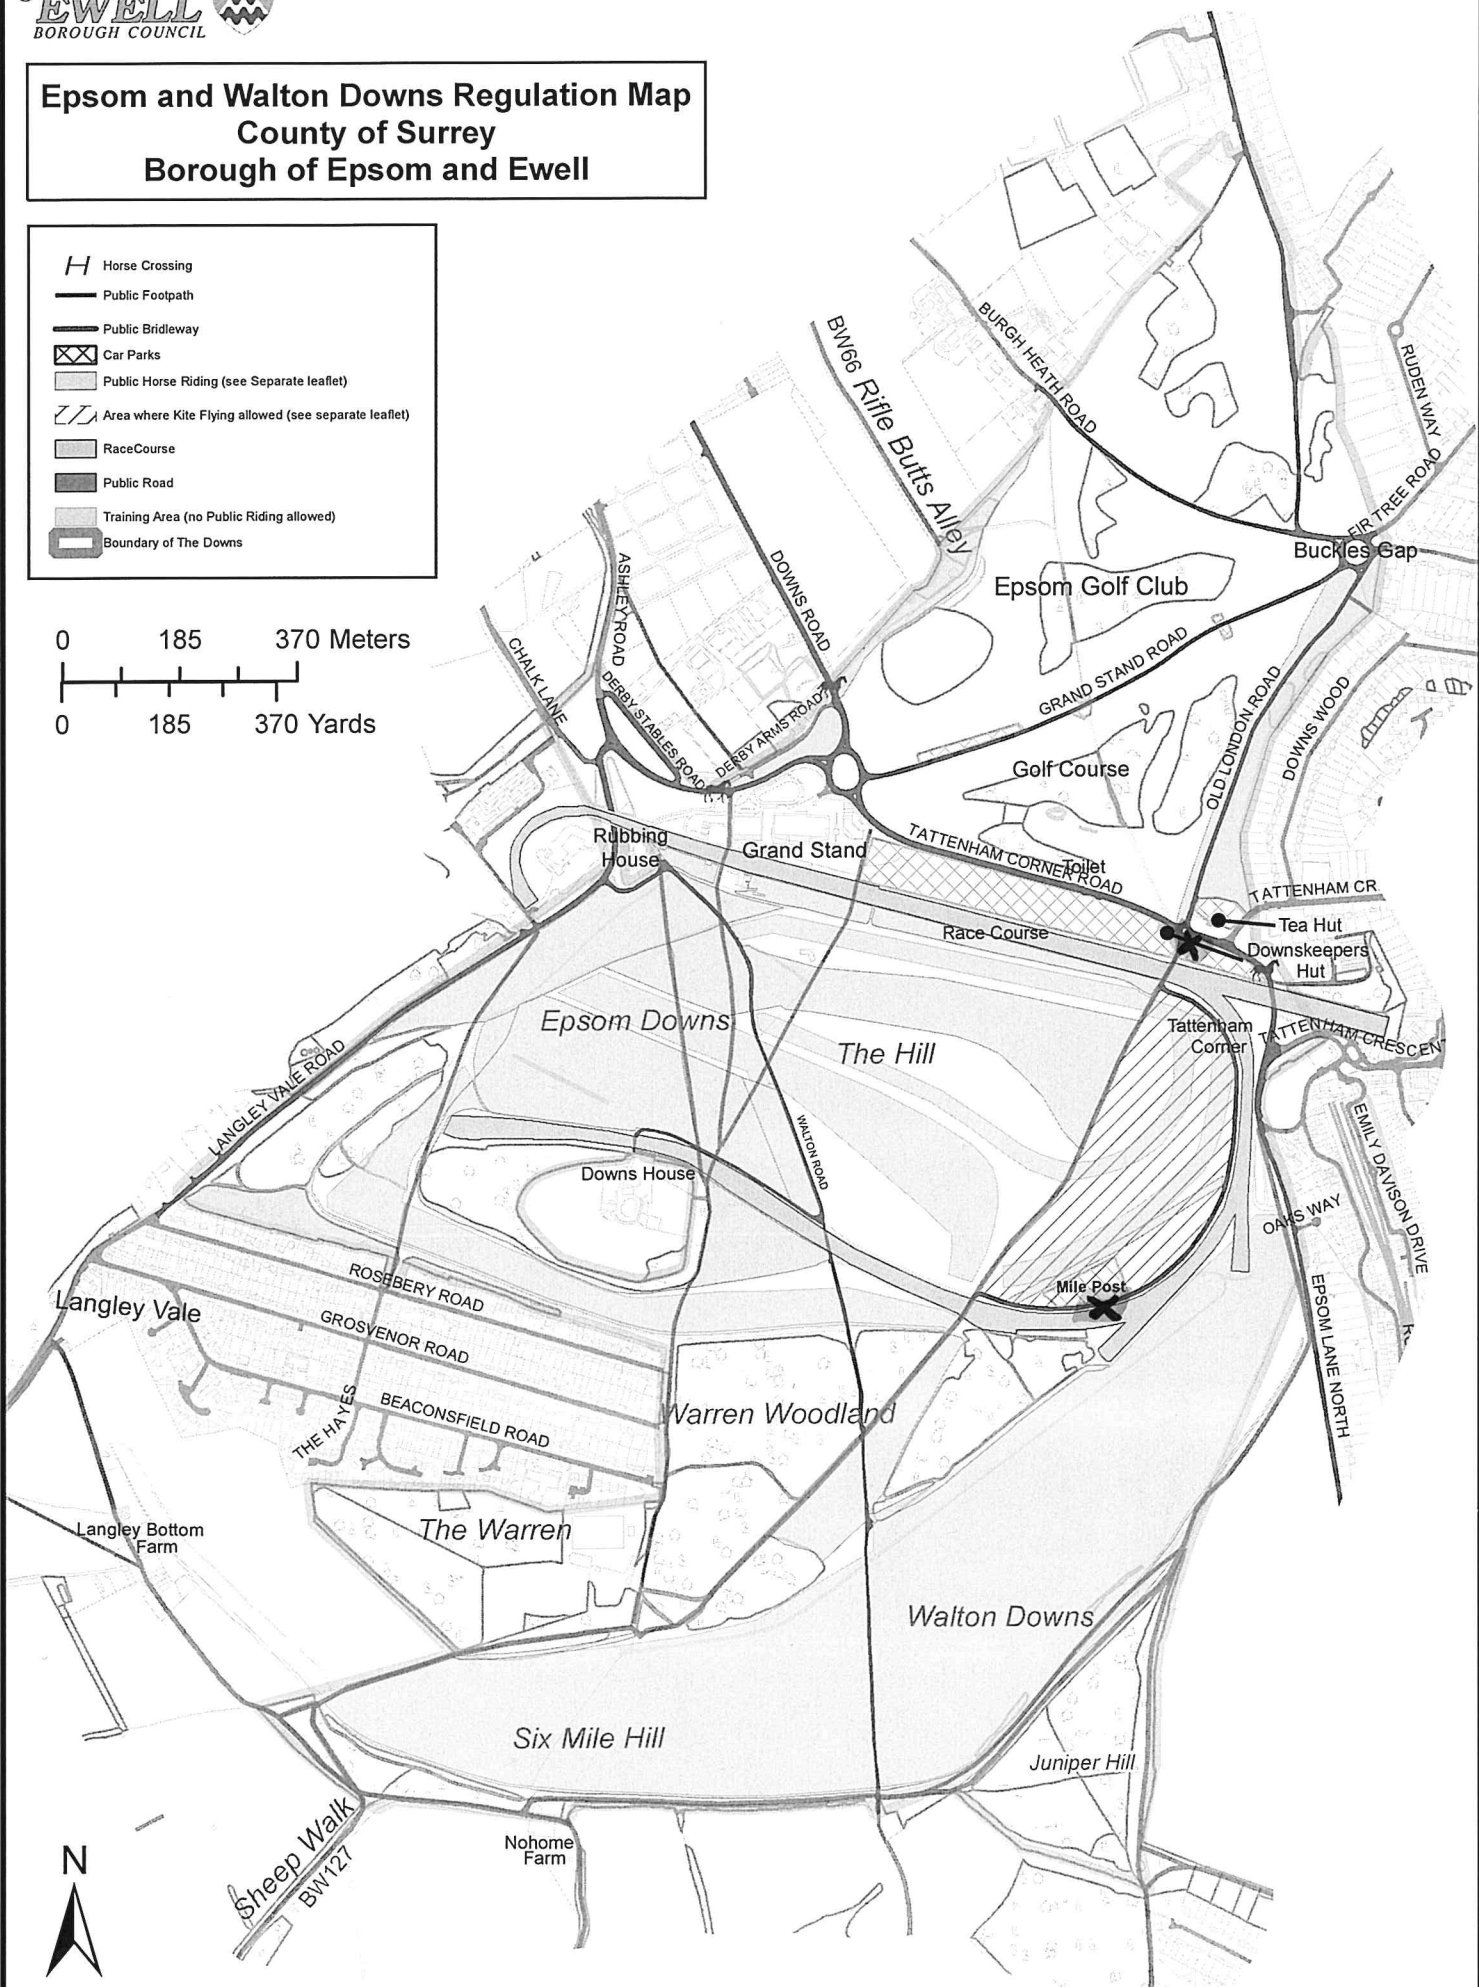 EWELL
BOROUGH COUNCIL
Epsom and Walton Downs Regulation Map
County of Surrey
Borough of Epsom and Ewell
Horse Crossing
Public Footpath
Public Bridleway
Car Parks
Public Horse Riding (see Separate leaflet)
Area where Kite Flying allowed (see separate leaflet)
RaceCourse
Public Road
Training Area (no Public Riding allowed)
Boundary of The Downs
0 185 370 Meters
0 185 370 Yards
BURGH HEATH ROAD
BW66 Rifle Butts Alley
RUDEN WAY
FIR TREE ROAD
Buckles Gap
Epsom Golf Club
DOWNS ROAD
ASHLEY ROAD
CHALK LANE
DERBY STABLES ROAD
DERBY ARMS ROAD
GRAND STAND ROAD
OLD LONDON ROAD
DOWNS WOOD
Golf Course
Rubbing
House
Grand Stand
TATTENHAM CORNER ROAD
Toilet
TATTENHAM CR
Tea Hut
Downskeepers
Hut
Race Course
Epsom Downs
The Hill
Tattenham
Corner
TATTENHAM CRESCENT
LANGLEY VALE ROAD
WALTON ROAD
Downs House
EMILY DAVISON DRIVE
OAKS WAY
EPSOM LANE NORTH
Mile Post
Langley Vale
ROSEBERY ROAD
GROSVENOR ROAD
BEACONSFIELD ROAD
THE HAYES
Warren Woodland
Langley Bottom
Farm
The Warren
Walton Downs
Six Mile Hill
Juniper Hill
Sheep Walk
BW127
Nohome
Farm
N